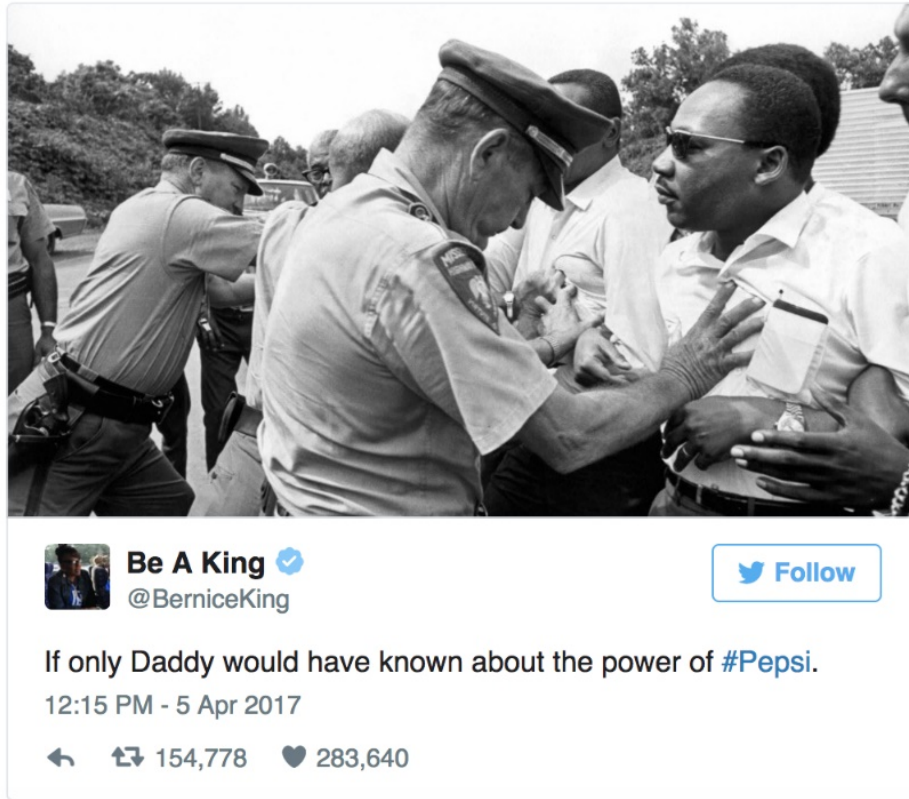 Be A King
@BerniceKing
Follow
If only Daddy would have known about the power of #Pepsi.
12:15 PM - 5 Apr 2017
154,778 283,640